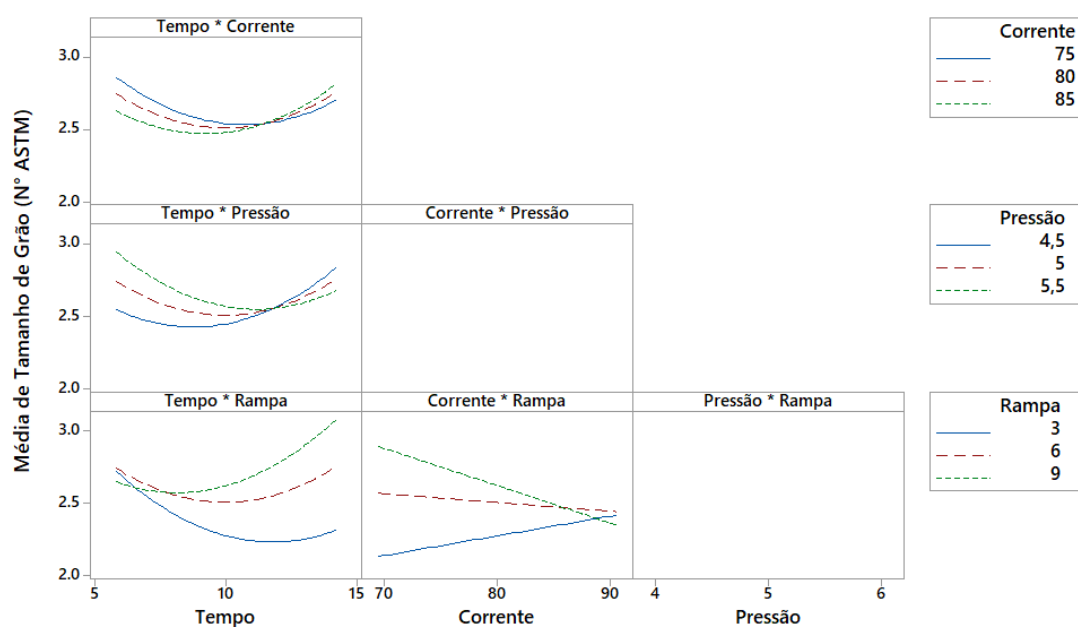 Média de Tamanho de Grão (N° ASTM)
Tempo * Corrente
3.0
2.5
2.0
Corrente
75
80
85
Tempo * Pressão
Corrente * Pressão
3.0
2.5
2.0
Pressão
4,5
5
5,5
Tempo * Rampa
Corrente * Rampa
Pressão * Rampa
3.0
2.5
2.0
Rampa
3
6
9
5 10 15 70 80 90 4 5 6
Tempo Corrente Pressão